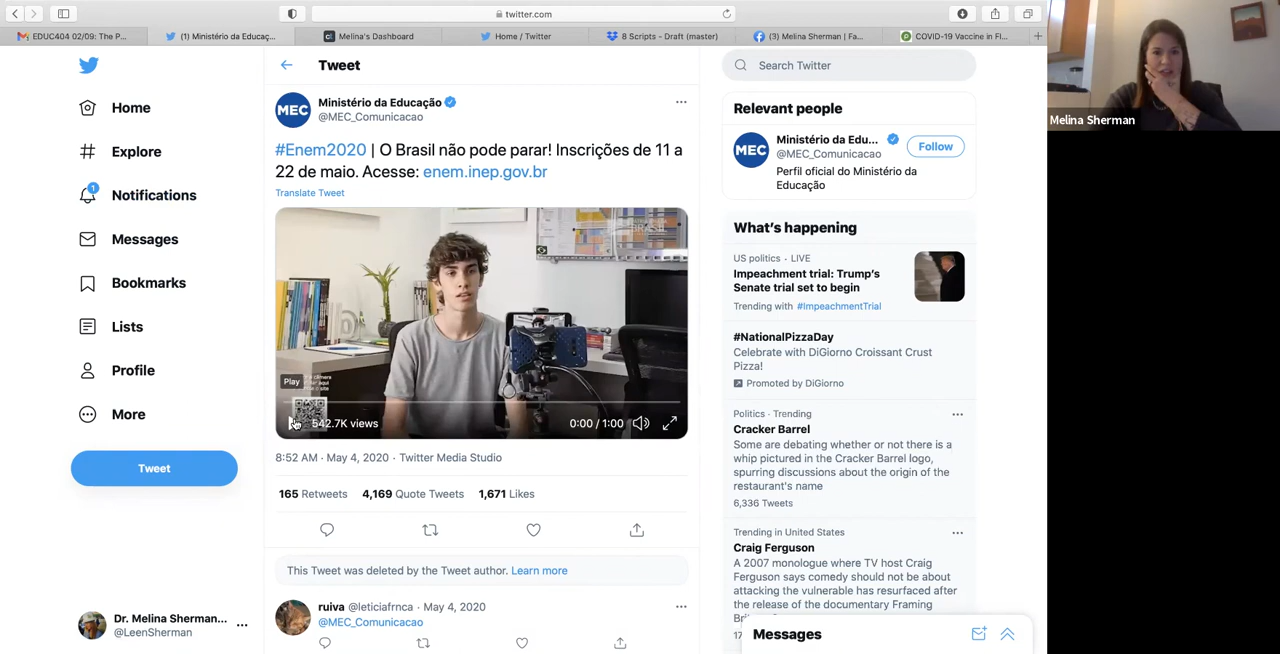 twitter.com
EDUC404 02/09: The P...
(1) Ministério da Educaç...
Melina's Dashboard
Home / Twitter
8 Scripts - Draft (master)
(3) Melina Sherman | Fa...
COVID-19 Vaccine in Fl...
Home
Explore
1
Notifications
Messages
Bookmarks
Lists
Profile
More
Tweet
Dr. Melina Sherman...
@LeenSherman
Tweet
MEC
Ministério da Educação
@MEC_Comunicacao
#Enem2020 | O Brasil não pode parar! Inscrições de 11 a
22 de maio. Acesse: enem.inep.gov.br
Translate Tweet
BRASIL
Play
542.7K views
0:00 / 1:00
8:52 AM · May 4, 2020 · Twitter Media Studio
165 Retweets 4,169 Quote Tweets 1,671 Likes
This Tweet was deleted by the Tweet author. Learn more
ruiva @leticiafrnca · May 4, 2020
@MEC_Comunicacao
Search Twitter
Relevant people
MEC
Ministério da Edu...
@MEC_Comunicacao
Follow
Perfil oficial do Ministério da
Educação
What's happening
US politics · LIVE
Impeachment trial: Trump's
Senate trial set to begin
Trending with #ImpeachmentTrial
#NationalPizzaDay
Celebrate with DiGiorno Croissant Crust
Pizza!
Promoted by DiGiorno
Politics · Trending
Cracker Barrel
Some are debating whether or not there is a
whip pictured in the Cracker Barrel logo,
spurring discussions about the origin of the
restaurant's name
6,336 Tweets
Trending in United States
Craig Ferguson
A 2007 monologue where TV host Craig
Ferguson says comedy should not be about
attacking the vulnerable has resurfaced after
the release of the documentary Framing
Messages
Melina Sherman